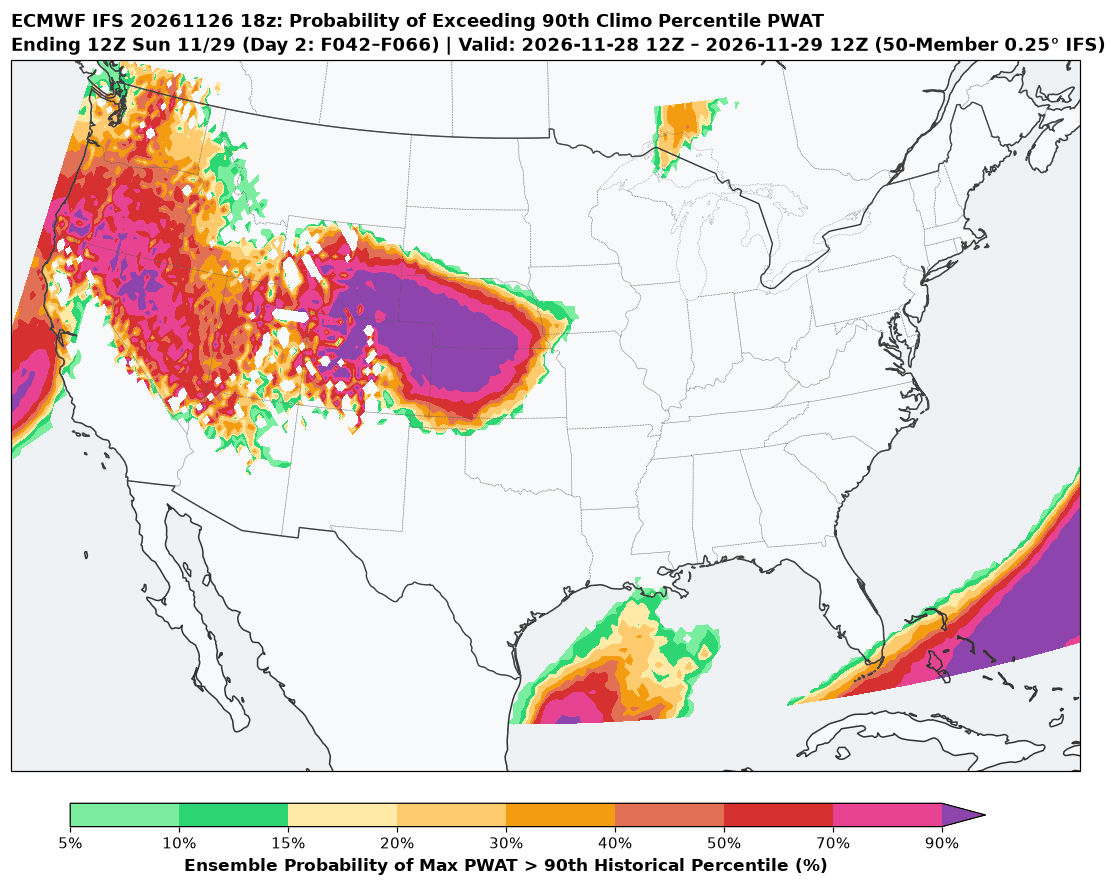 ECMWF IFS 20261126 18z: Probability of Exceeding 90th Climo Percentile PWAT
Ending 12Z Sun 11/29 (Day 2: F042–F066) | Valid: 2026-11-28 12Z – 2026-11-29 12Z (50-Member 0.25° IFS)
5% 10% 15% 20% 30% 40% 50% 70% 90%
Ensemble Probability of Max PWAT > 90th Historical Percentile (%)